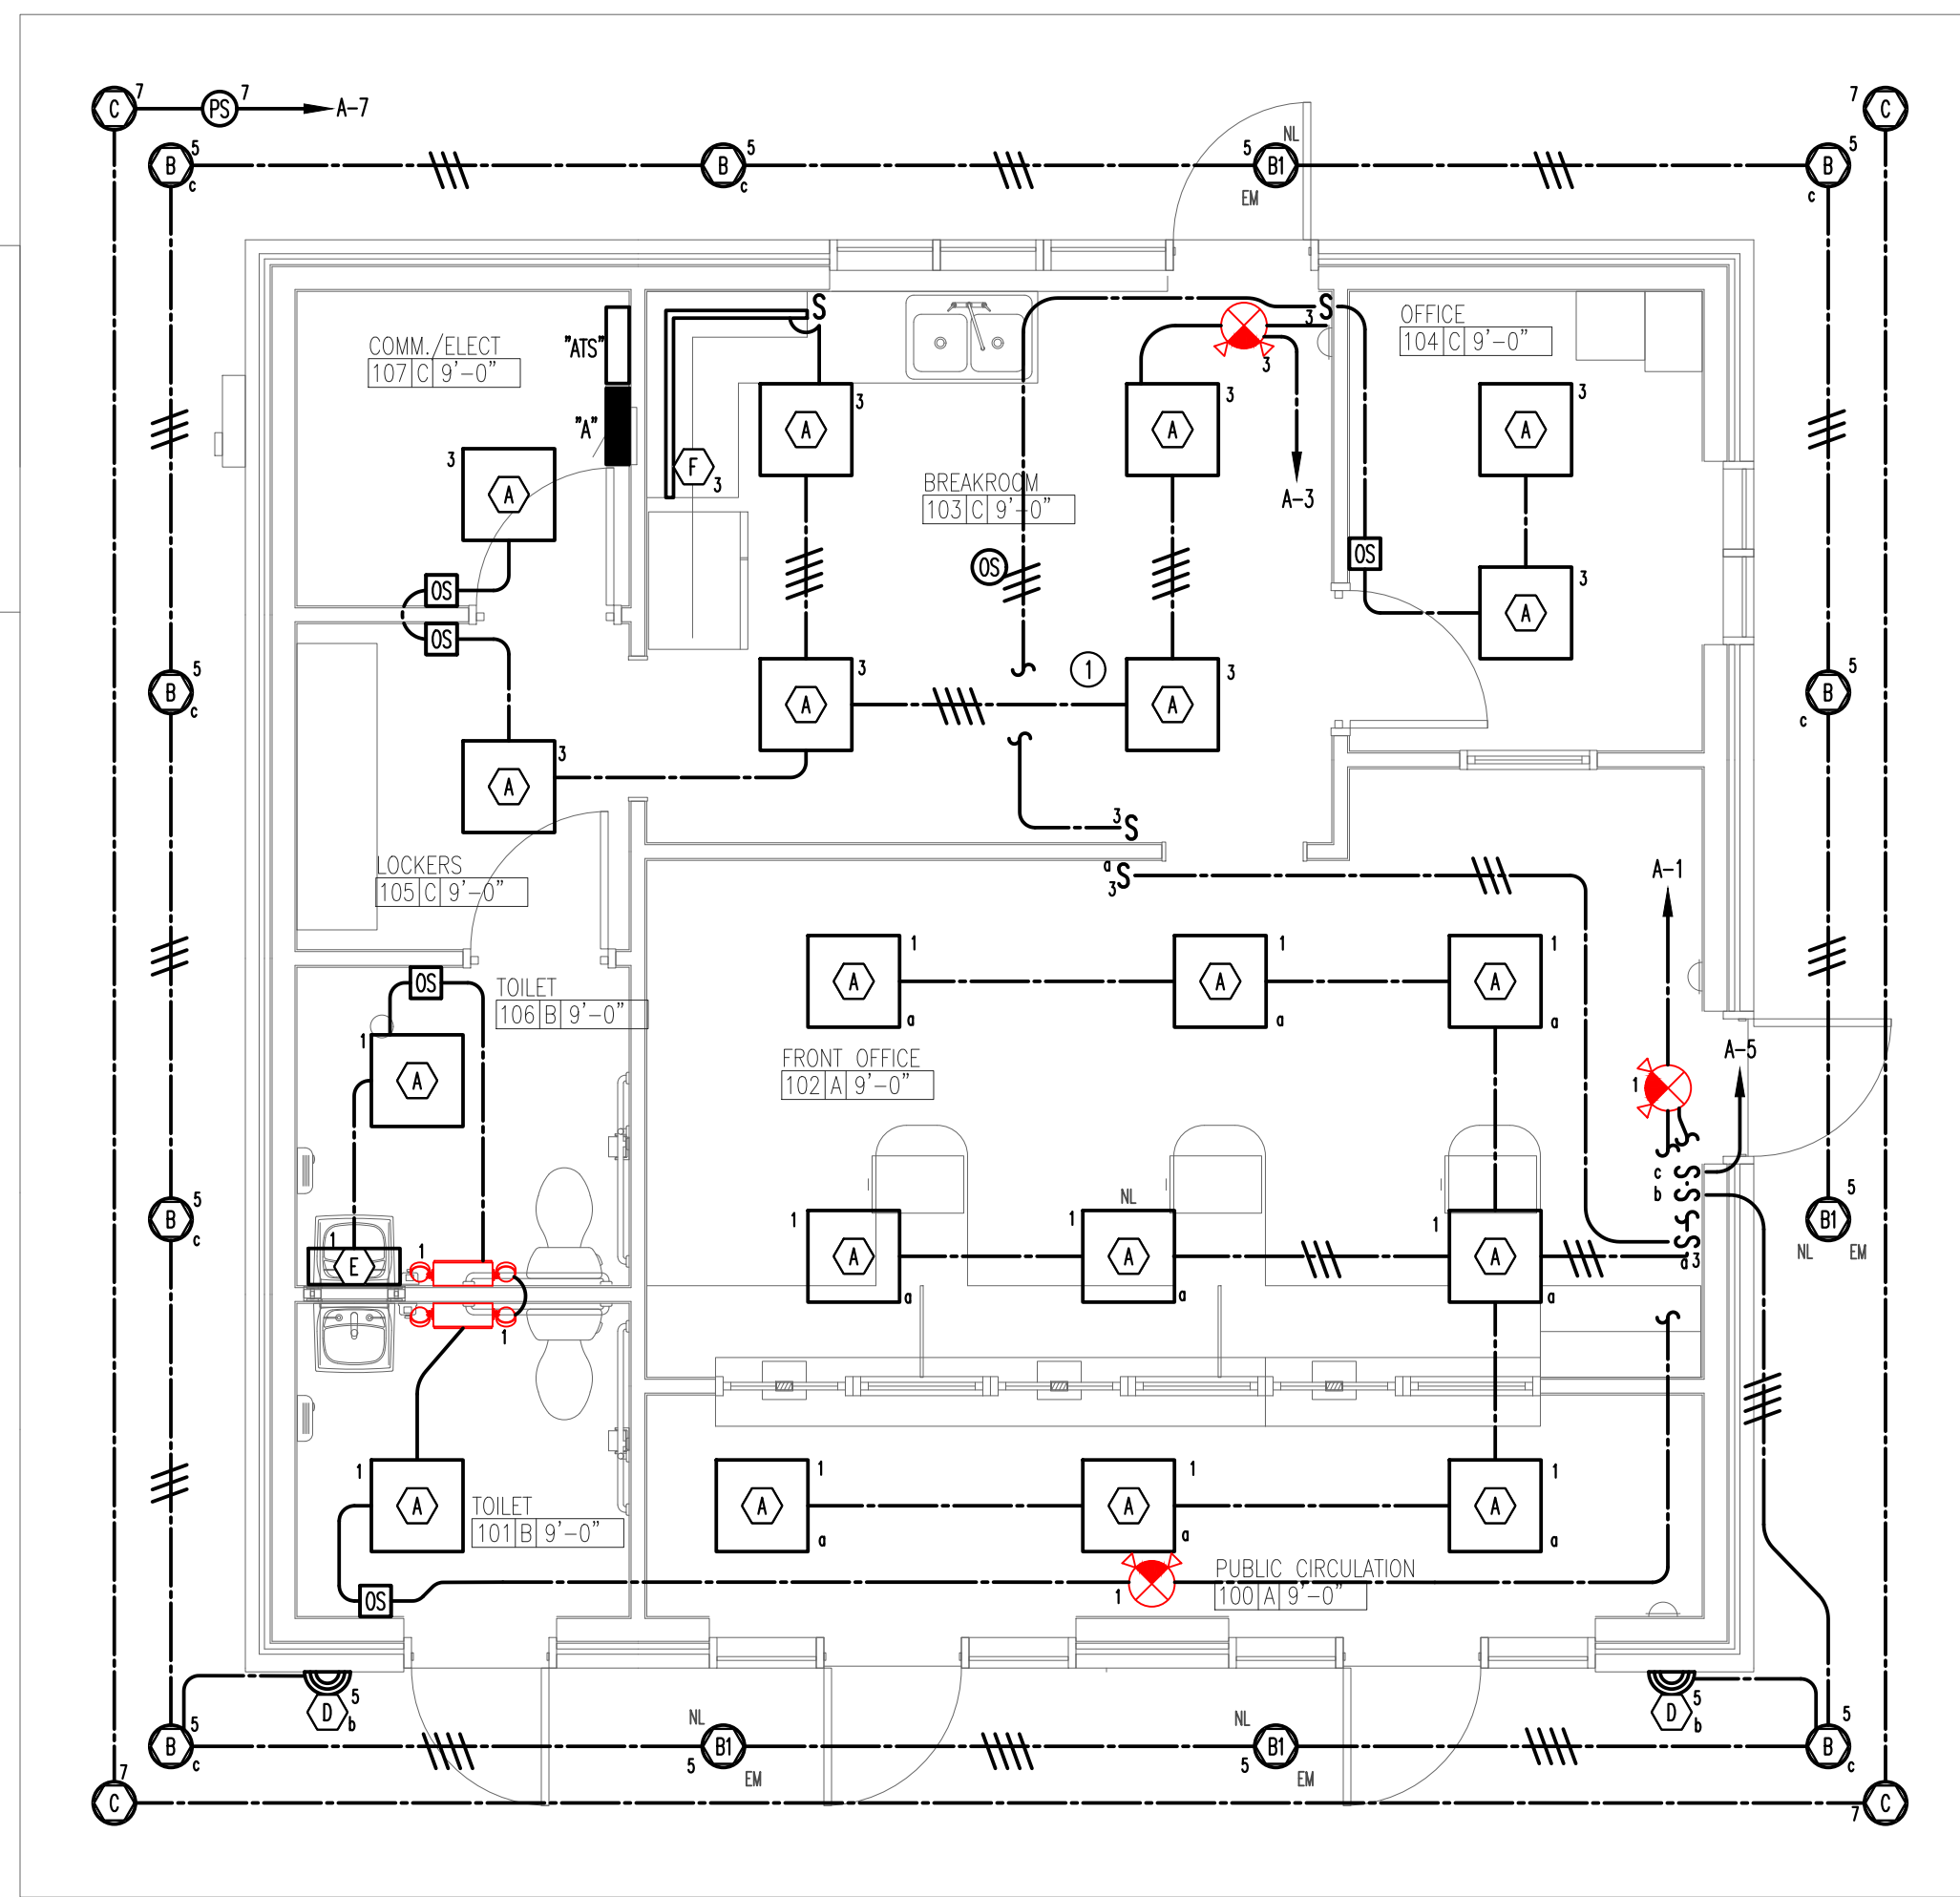 C 7 PS 7 A-7 7 C
B 5 c B 5 c 5 B1 NL EM B 5 c
S S 3
COMM./ELECT
107 C 9'-0"
"ATS"
"A"
OFFICE
104 C 9'-0"
3
A 3 A 3 A 3
F 3
BREAKROOM
103 C 9'-0"
A-3
3 A
OS
OS
OS
OS
A 3
1
B 5 c
A 3 A 3
B 5 c
A 3
3 S
a 3 S
LOCKERS
105 C 9'-0"
A-1
OS
TOILET
106 B 9'-0"
A 1 a A 1 a A 1 a
FRONT OFFICE
102 A 9'-0"
A-5
1 A
1
c S
b S
NL
B 5 c
1 A a 1 A a 1 A a
S a 3
B1 5 NL EM
1 E
1
1
1 A
A 1 a A 1 a A 1 a
TOILET
101 B 9'-0"
PUBLIC CIRCULATION
100 A 9'-0"
1
OS
D 5 b D 5 b
B 5 c NL B1 5 EM NL B1 5 EM B 5 c
C 7 7 C